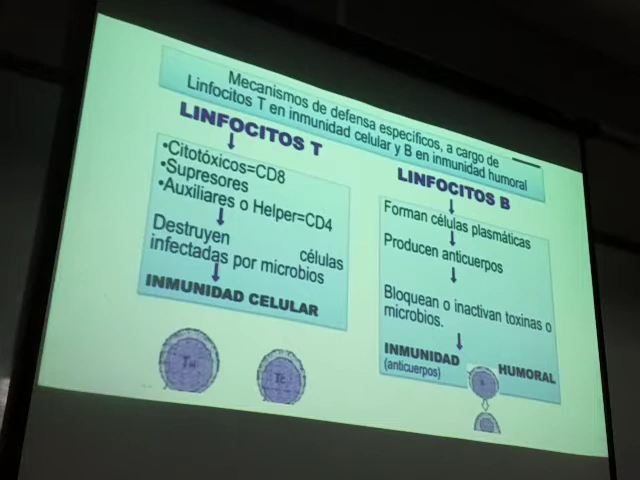 Mecanismos de defensa específicos, a cargo de
Linfocitos T en inmunidad celular y B en inmunidad humoral
LINFOCITOS T
•Citotóxicos=CD8
•Supresores
•Auxiliares o Helper=CD4
Destruyen células
infectadas por microbios
INMUNIDAD CELULAR
LINFOCITOS B
Forman células plasmáticas
Producen anticuerpos
Bloquean o inactivan toxinas o
microbios.
INMUNIDAD HUMORAL
(anticuerpos)